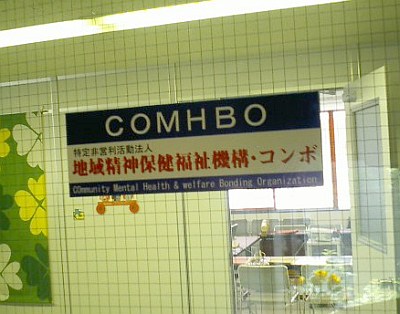 COMHBO
特定非営利活動法人
地域精神保健福祉機構・コンボ
COmmunity Mental Health & welfare Bonding Organization